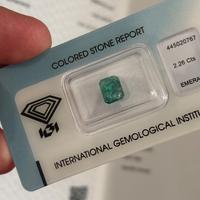 COLORED STONE REPORT
445020767
2.26 Cts
EMERA
IGI
INTERNATIONAL GEMOLOGICAL INSTITU